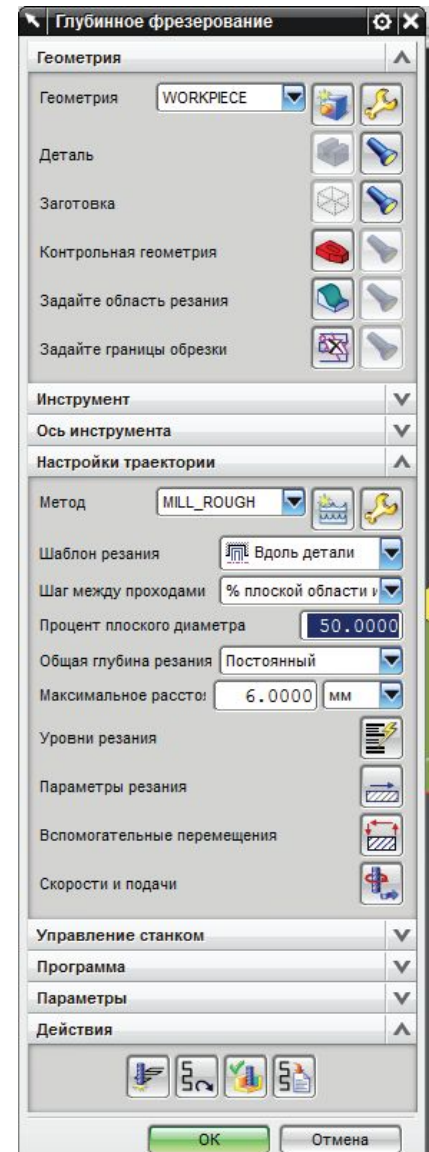 Глубинное фрезерование
Геометрия
Геометрия WORKPIECE
Деталь
Заготовка
Контрольная геометрия
Задайте область резания
Задайте границы обрезки
Инструмент
Ось инструмента
Настройки траектории
Метод MILL_ROUGH
Шаблон резания Вдоль детали
Шаг между проходами % плоской области и
Процент плоского диаметра 50.0000
Общая глубина резания Постоянный
Максимальное расстоя 6.0000 мм
Уровни резания
Параметры резания
Вспомогательные перемещения
Скорости и подачи
Управление станком
Программа
Параметры
Действия
ОК Отмена